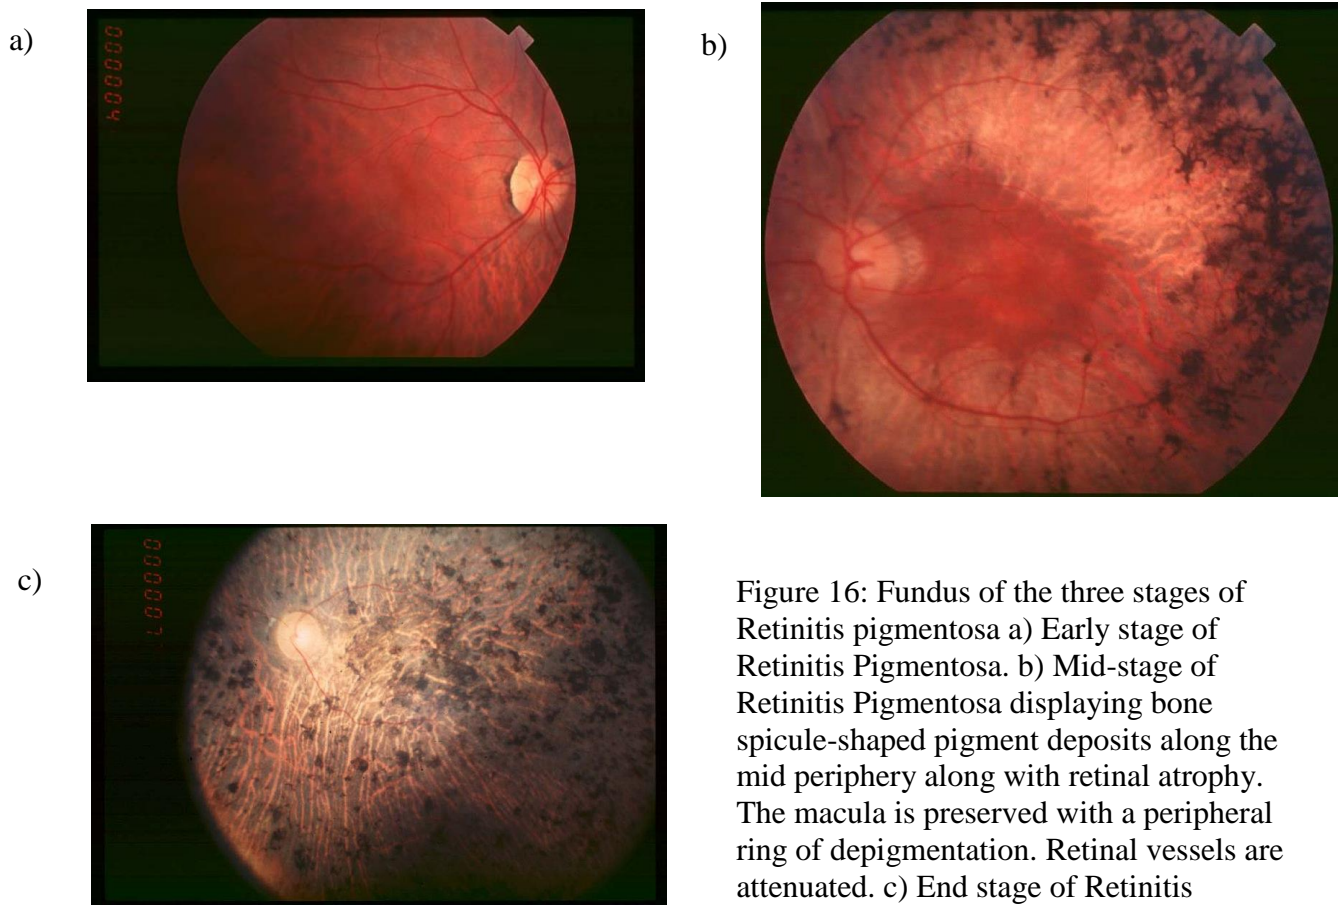 a)
b)
c)
000004
000007
Figure 16: Fundus of the three stages of
Retinitis pigmentosa a) Early stage of
Retinitis Pigmentosa. b) Mid-stage of
Retinitis Pigmentosa displaying bone
spicule-shaped pigment deposits along the
mid periphery along with retinal atrophy.
The macula is preserved with a peripheral
ring of depigmentation. Retinal vessels are
attenuated. c) End stage of Retinitis